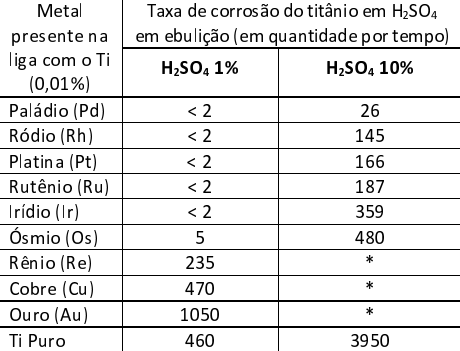 Metal presente na liga com o Ti (0,01%) | Taxa de corrosão do titânio em H₂SO₄ em ebulição (em quantidade por tempo)
H₂SO₄ 1% | H₂SO₄ 10%
Paládio (Pd) | < 2 | 26
Ródio (Rh) | < 2 | 145
Platina (Pt) | < 2 | 166
Rutênio (Ru) | < 2 | 187
Irídio (Ir) | < 2 | 359
Ósmio (Os) | 5 | 480
Rênio (Re) | 235 | *
Cobre (Cu) | 470 | *
Ouro (Au) | 1050 | *
Ti Puro | 460 | 3950